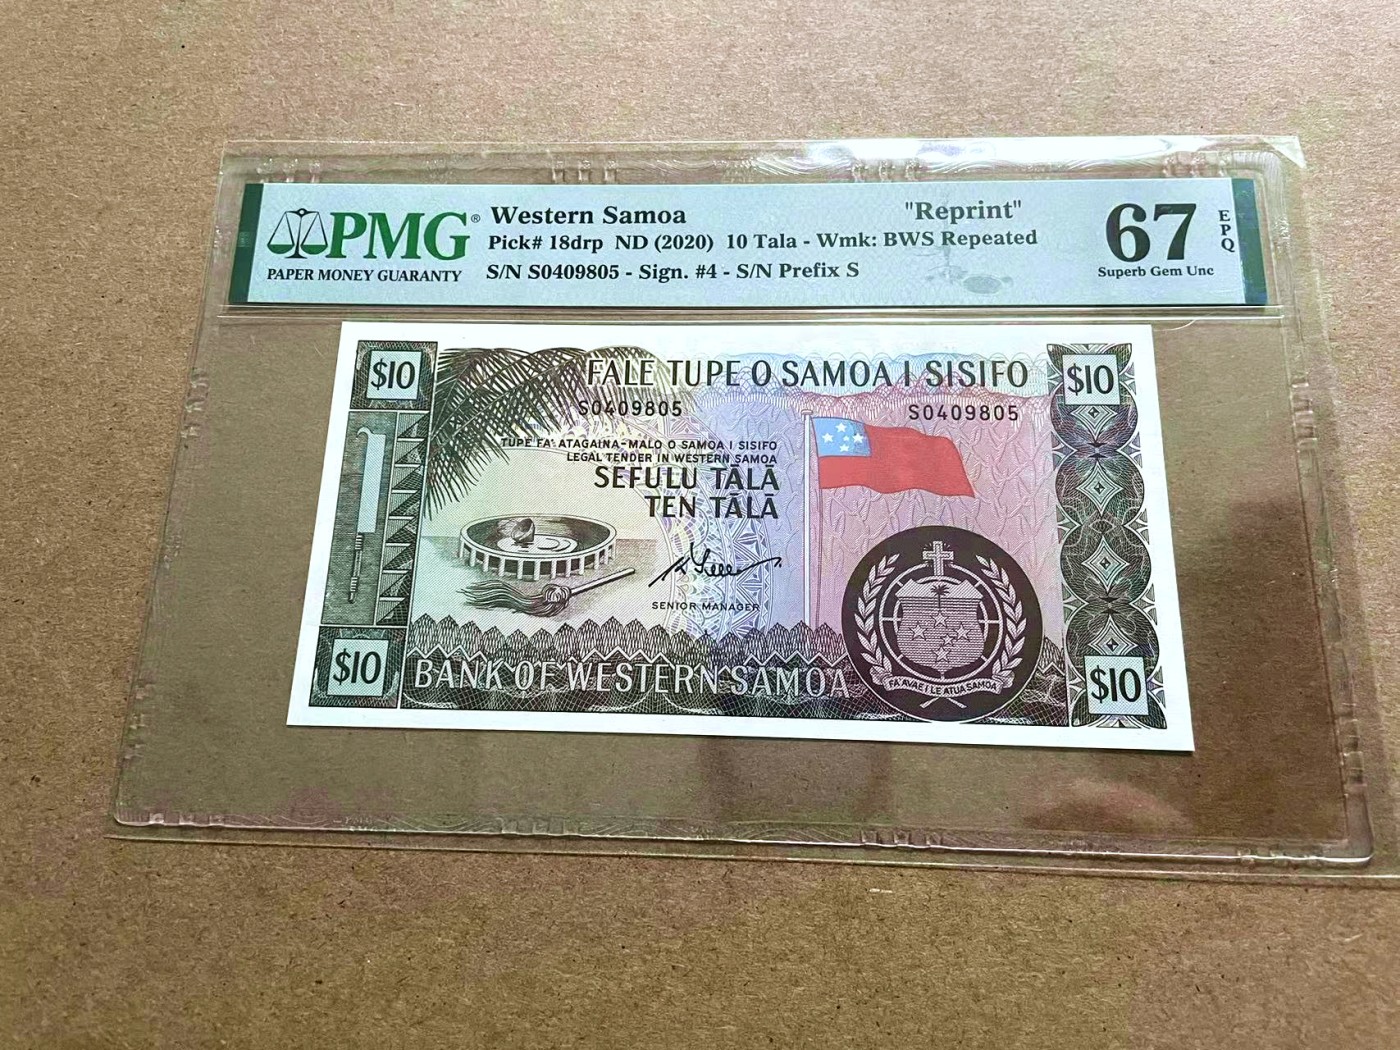 PMG®
PAPER MONEY GUARANTY
Western Samoa "Reprint"
Pick# 18drp ND (2020) 10 Tala - Wmk: BWS Repeated
S/N S0409805 - Sign. #4 - S/N Prefix S
67
EPQ
Superb Gem Unc
$10
FALE TUPE O SAMOA I SISIFO
$10
S0409805
S0409805
TUPE FA'ATAGAINA-MALO O SAMOA I SISIFO
LEGAL TENDER IN WESTERN SAMOA
SEFULU TĀLĀ
TEN TĀLĀ
SENIOR MANAGER
$10
BANK OF WESTERN SAMOA
FA'AVAE I LE ATUA SAMOA
$10